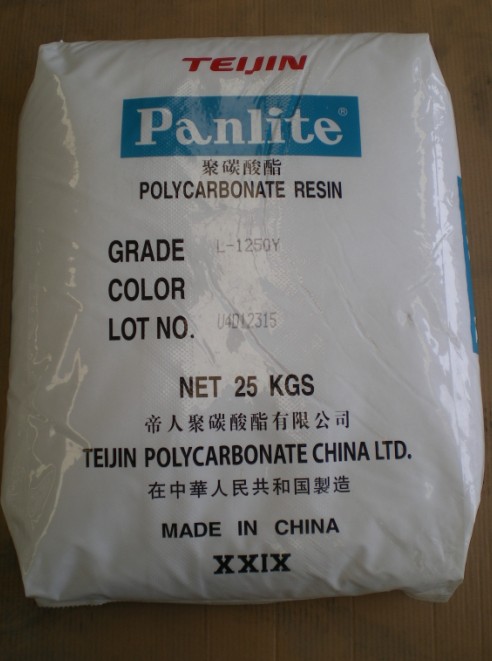 TEIJIN
Panlite®
聚碳酸酯
POLYCARBONATE RESIN
GRADE L-1250Y
COLOR
LOT NO. U4D12315
NET 25 KGS
帝人聚碳酸酯有限公司
TEIJIN POLYCARBONATE CHINA LTD.
在中華人民共和国製造
MADE IN CHINA
XXIX